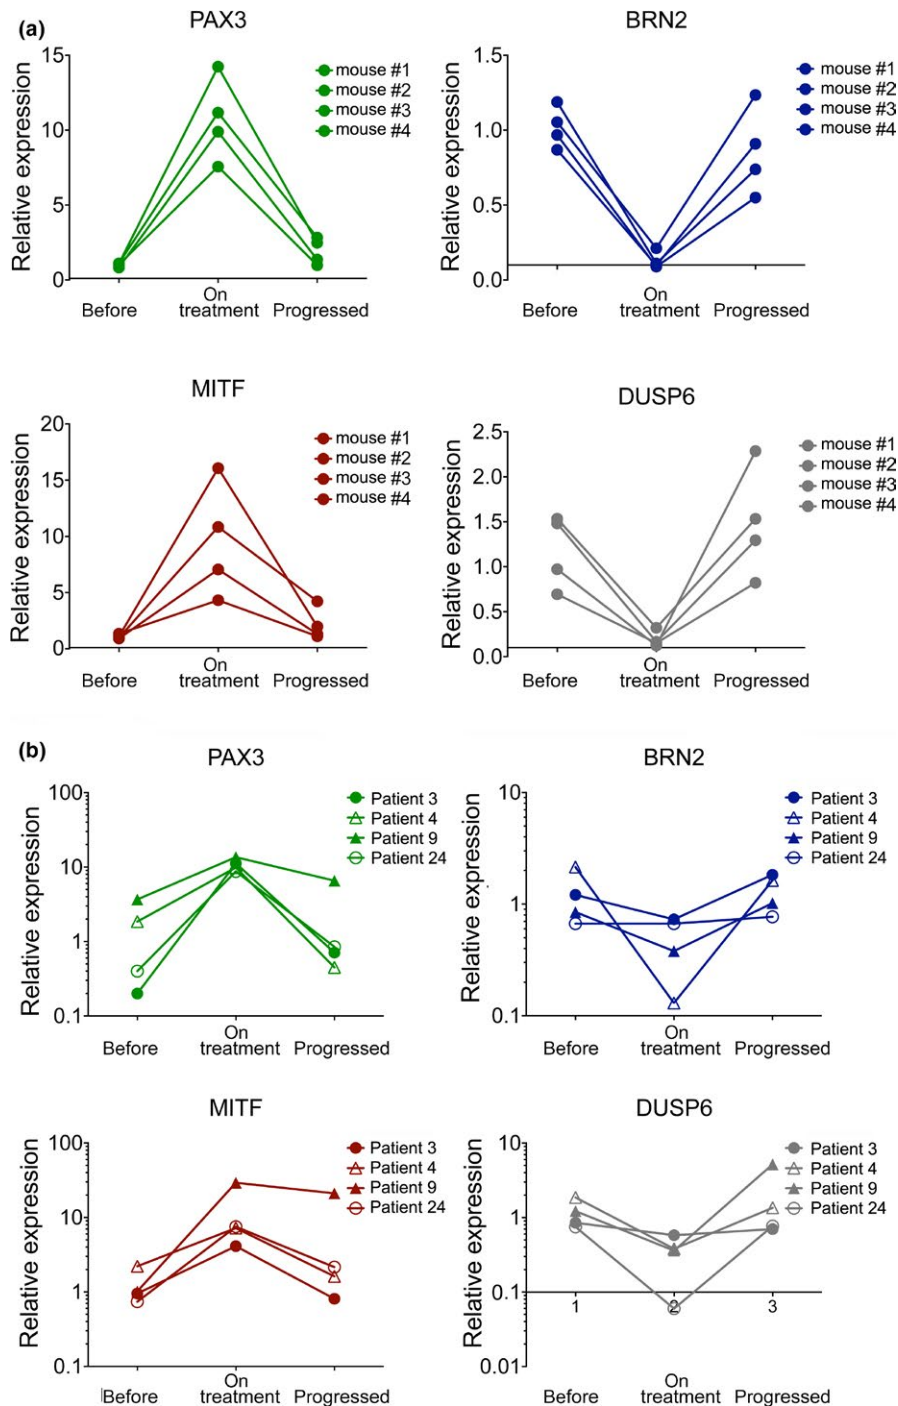 (a)
PAX3
Relative expression
15
10
5
0
Before
On
treatment
Progressed
mouse #1
mouse #2
mouse #3
mouse #4
BRN2
Relative expression
1.5
1.0
0.5
0.0
Before
On
treatment
Progressed
mouse #1
mouse #2
mouse #3
mouse #4
MITF
Relative expression
20
15
10
5
0
Before
On
treatment
Progressed
mouse #1
mouse #2
mouse #3
mouse #4
DUSP6
Relative expression
2.5
2.0
1.5
1.0
0.5
0.0
Before
On
treatment
Progressed
mouse #1
mouse #2
mouse #3
mouse #4
(b)
PAX3
Relative expression
100
10
1
0.1
Before
On
treatment
Progressed
Patient 3
Patient 4
Patient 9
Patient 24
BRN2
Relative expression
10
1
0.1
Before
On
treatment
Progressed
Patient 3
Patient 4
Patient 9
Patient 24
MITF
Relative expression
100
10
1
0.1
Before
On
treatment
Progressed
Patient 3
Patient 4
Patient 9
Patient 24
DUSP6
Relative expression
10
1
0.1
0.01
1
2
3
Before
On
treatment
Progressed
Patient 3
Patient 4
Patient 9
Patient 24